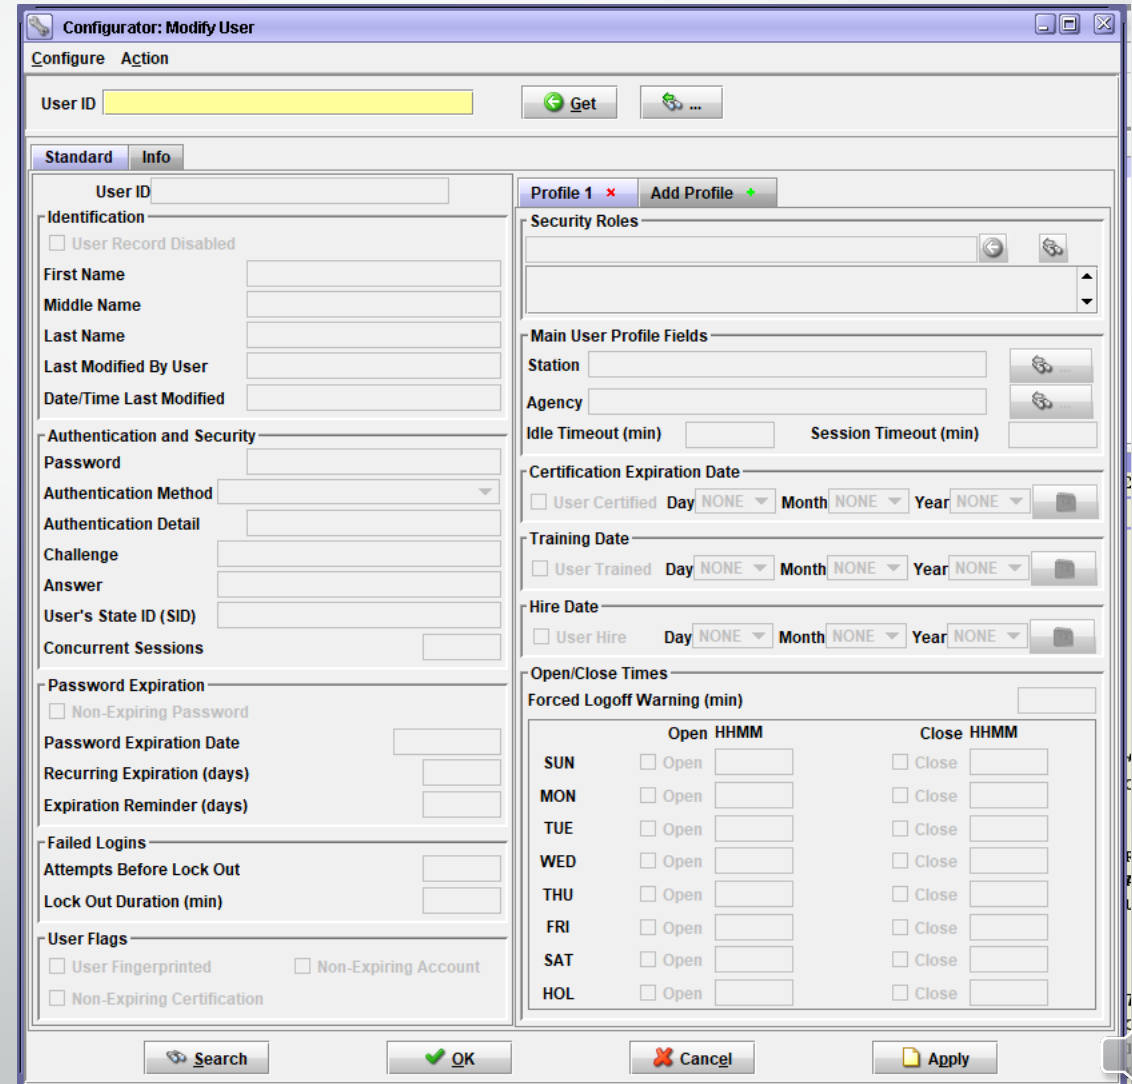 Configurator: Modify User
Configure Action
User ID Get ...
Standard Info
User ID
Identification
User Record Disabled
First Name
Middle Name
Last Name
Last Modified By User
Date/Time Last Modified
Authentication and Security
Password
Authentication Method
Authentication Detail
Challenge
Answer
User's State ID (SID)
Concurrent Sessions
Password Expiration
Non-Expiring Password
Password Expiration Date
Recurring Expiration (days)
Expiration Reminder (days)
Failed Logins
Attempts Before Lock Out
Lock Out Duration (min)
User Flags
User Fingerprinted Non-Expiring Account
Non-Expiring Certification
Profile 1 Add Profile
Security Roles
Main User Profile Fields
Station ...
Agency ...
Idle Timeout (min) Session Timeout (min)
Certification Expiration Date
User Certified Day NONE Month NONE Year NONE
Training Date
User Trained Day NONE Month NONE Year NONE
Hire Date
User Hire Day NONE Month NONE Year NONE
Open/Close Times
Forced Logoff Warning (min)
Open HHMM Close HHMM
SUN Open Close
MON Open Close
TUE Open Close
WED Open Close
THU Open Close
FRI Open Close
SAT Open Close
HOL Open Close
Search OK Cancel Apply